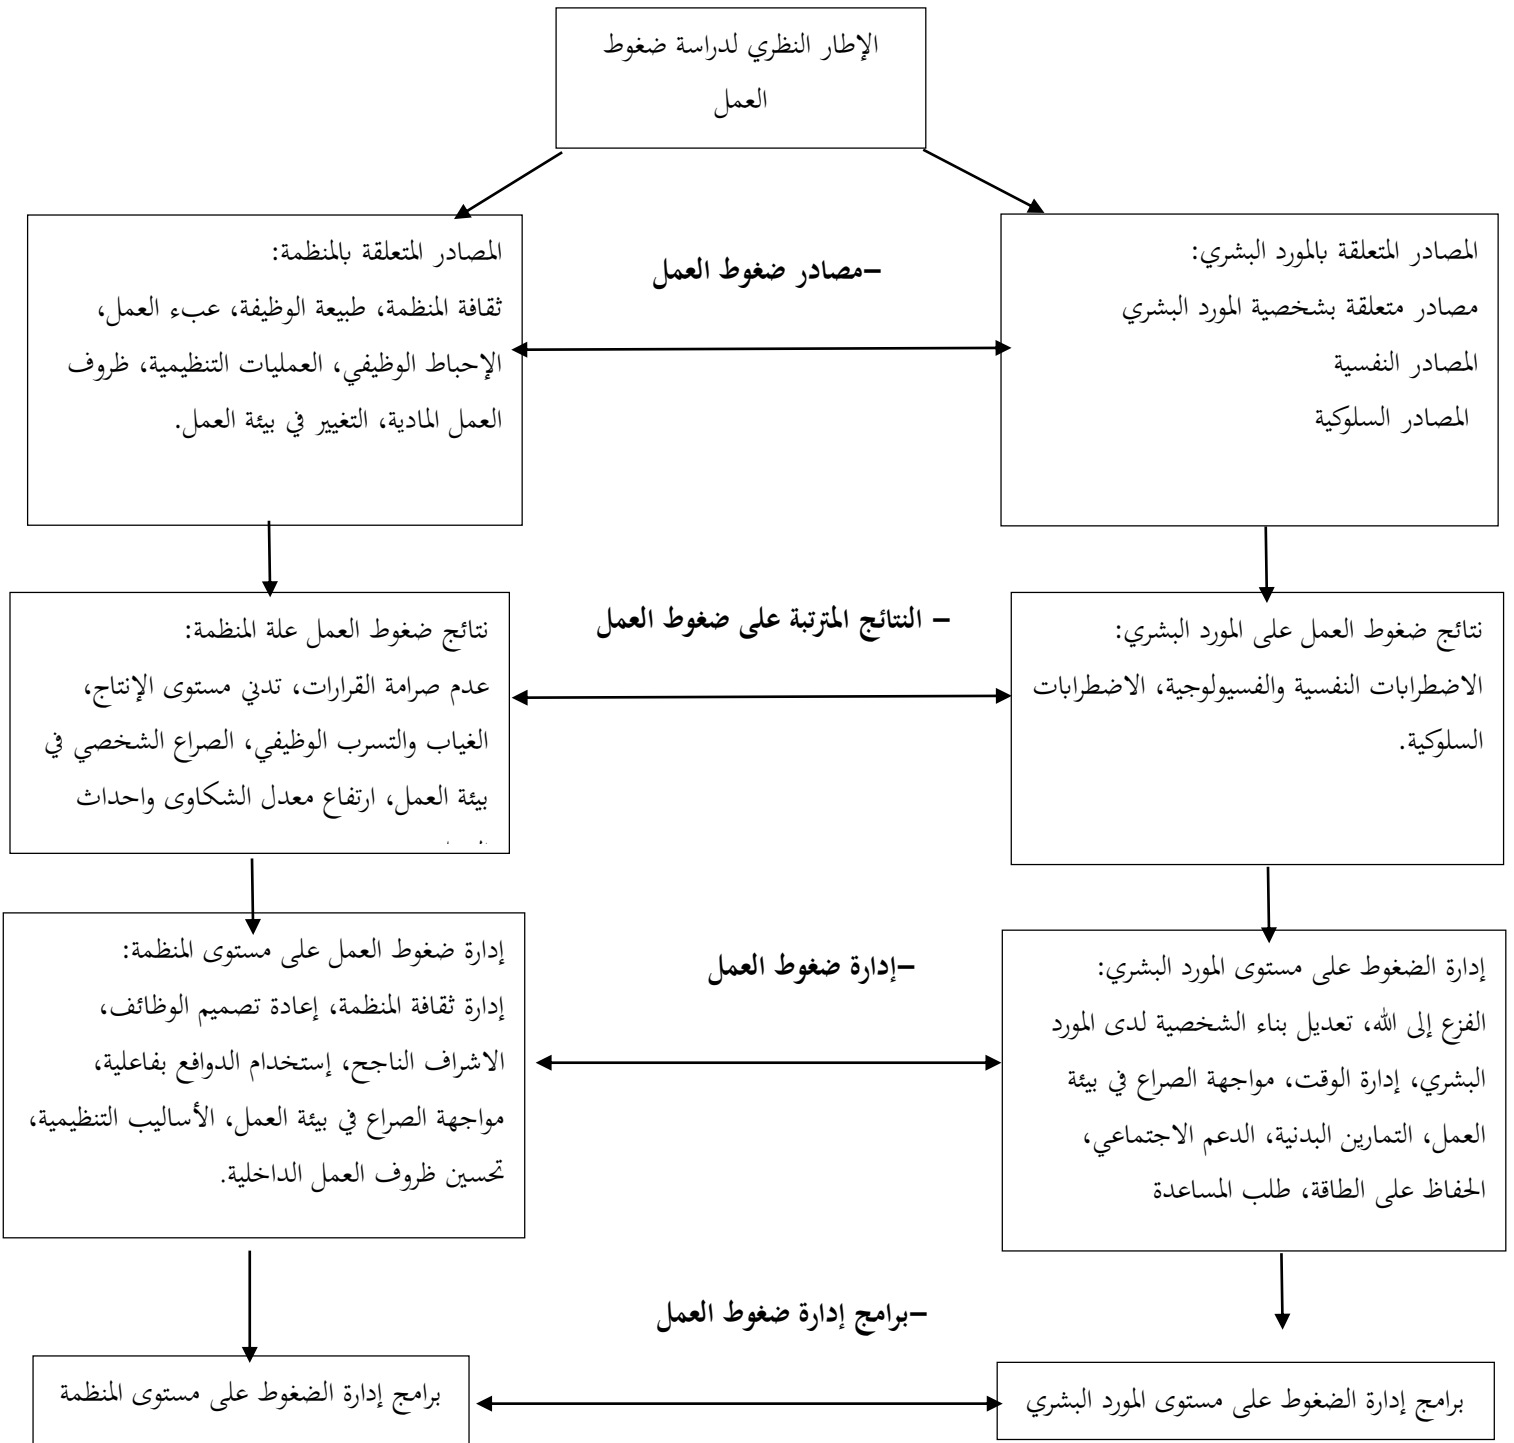 الإطار النظري لدراسة ضغوط
العمل
المصادر المتعلقة بالمورد البشري:
مصادر متعلقة بشخصية المورد البشري
المصادر النفسية
المصادر السلوكية
–مصادر ضغوط العمل
المصادر المتعلقة بالمنظمة:
ثقافة المنظمة، طبيعة الوظيفة، عبء العمل،
الإحباط الوظيفي، العمليات التنظيمية، ظروف
العمل المادية، التغيير في بيئة العمل.
نتائج ضغوط العمل على المورد البشري:
الاضطرابات النفسية والفسيولوجية، الاضطرابات
السلوكية.
– النتائج المترتبة على ضغوط العمل
نتائج ضغوط العمل علة المنظمة:
عدم صرامة القرارات، تدني مستوى الإنتاج،
الغياب والتسرب الوظيفي، الصراع الشخصي في
بيئة العمل، ارتفاع معدل الشكاوى واحداث
إدارة الضغوط على مستوى المورد البشري:
الفزع إلى الله، تعديل بناء الشخصية لدى المورد
البشري، إدارة الوقت، مواجهة الصراع في بيئة
العمل، التمارين البدنية، الدعم الاجتماعي،
الحفاظ على الطاقة، طلب المساعدة
–إدارة ضغوط العمل
إدارة ضغوط العمل على مستوى المنظمة:
إدارة ثقافة المنظمة، إعادة تصميم الوظائف،
الاشراف الناجح، إستخدام الدوافع بفاعلية،
مواجهة الصراع في بيئة العمل، الأساليب التنظيمية،
تحسين ظروف العمل الداخلية.
–برامج إدارة ضغوط العمل
برامج إدارة الضغوط على مستوى المورد البشري
برامج إدارة الضغوط على مستوى المنظمة